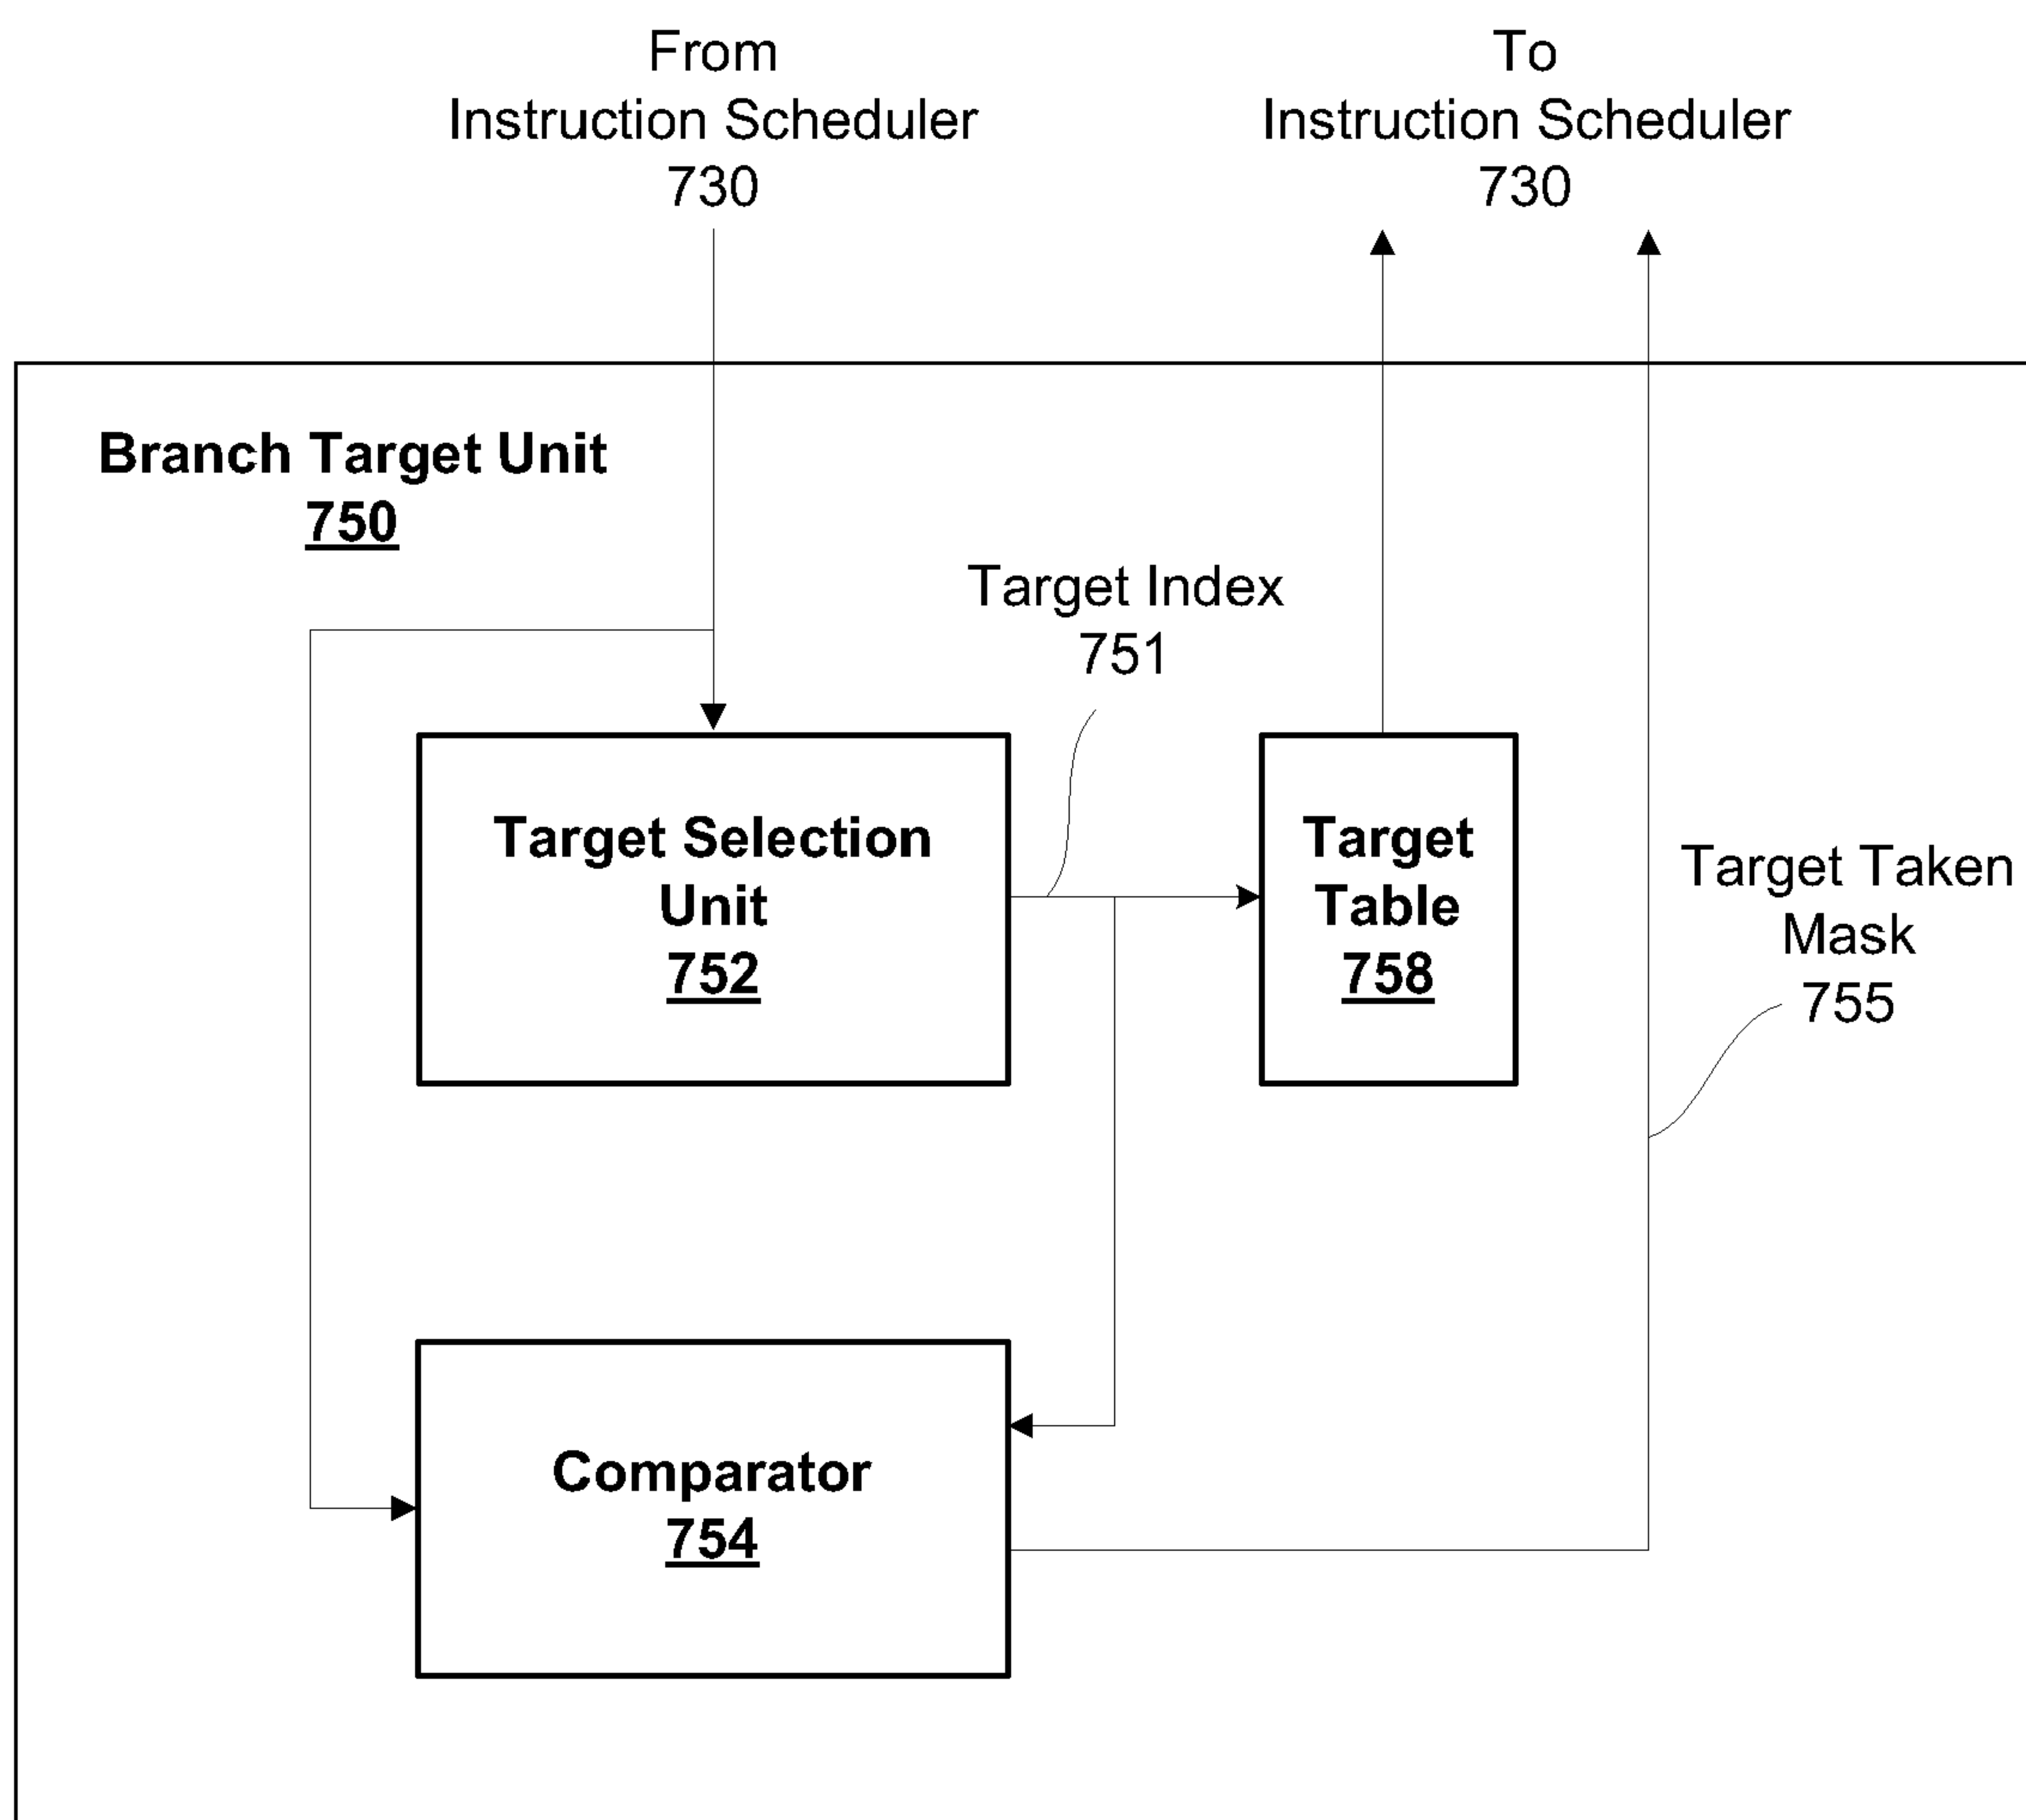 From
Instruction Scheduler
730
To
Instruction Scheduler
730
Branch Target Unit
750
Target Index
751
Target Selection
Unit
752
Target
Table
758
Target Taken
Mask
755
Comparator
754